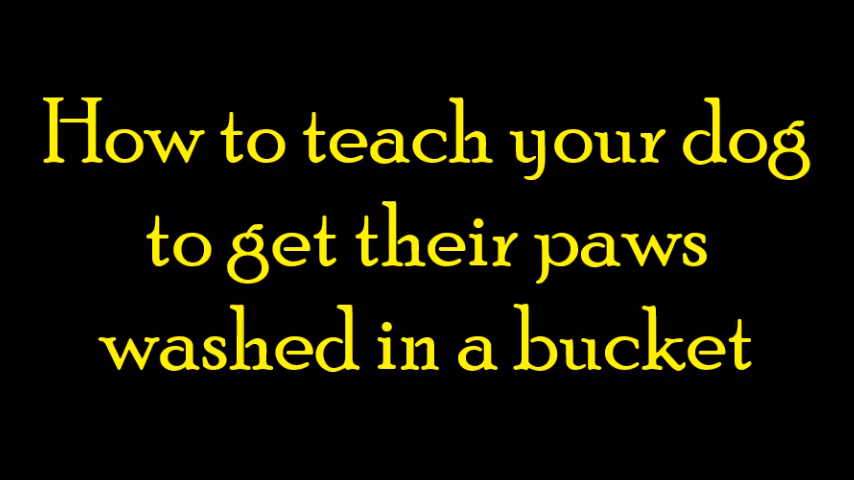 How to teach your dog
to get their paws
washed in a bucket